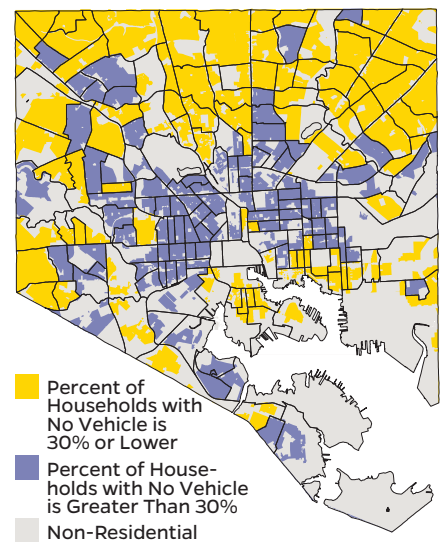 Percent of
Households with
No Vehicle is
30% or Lower
Percent of House-
holds with No Vehicle
is Greater Than 30%
Non-Residential